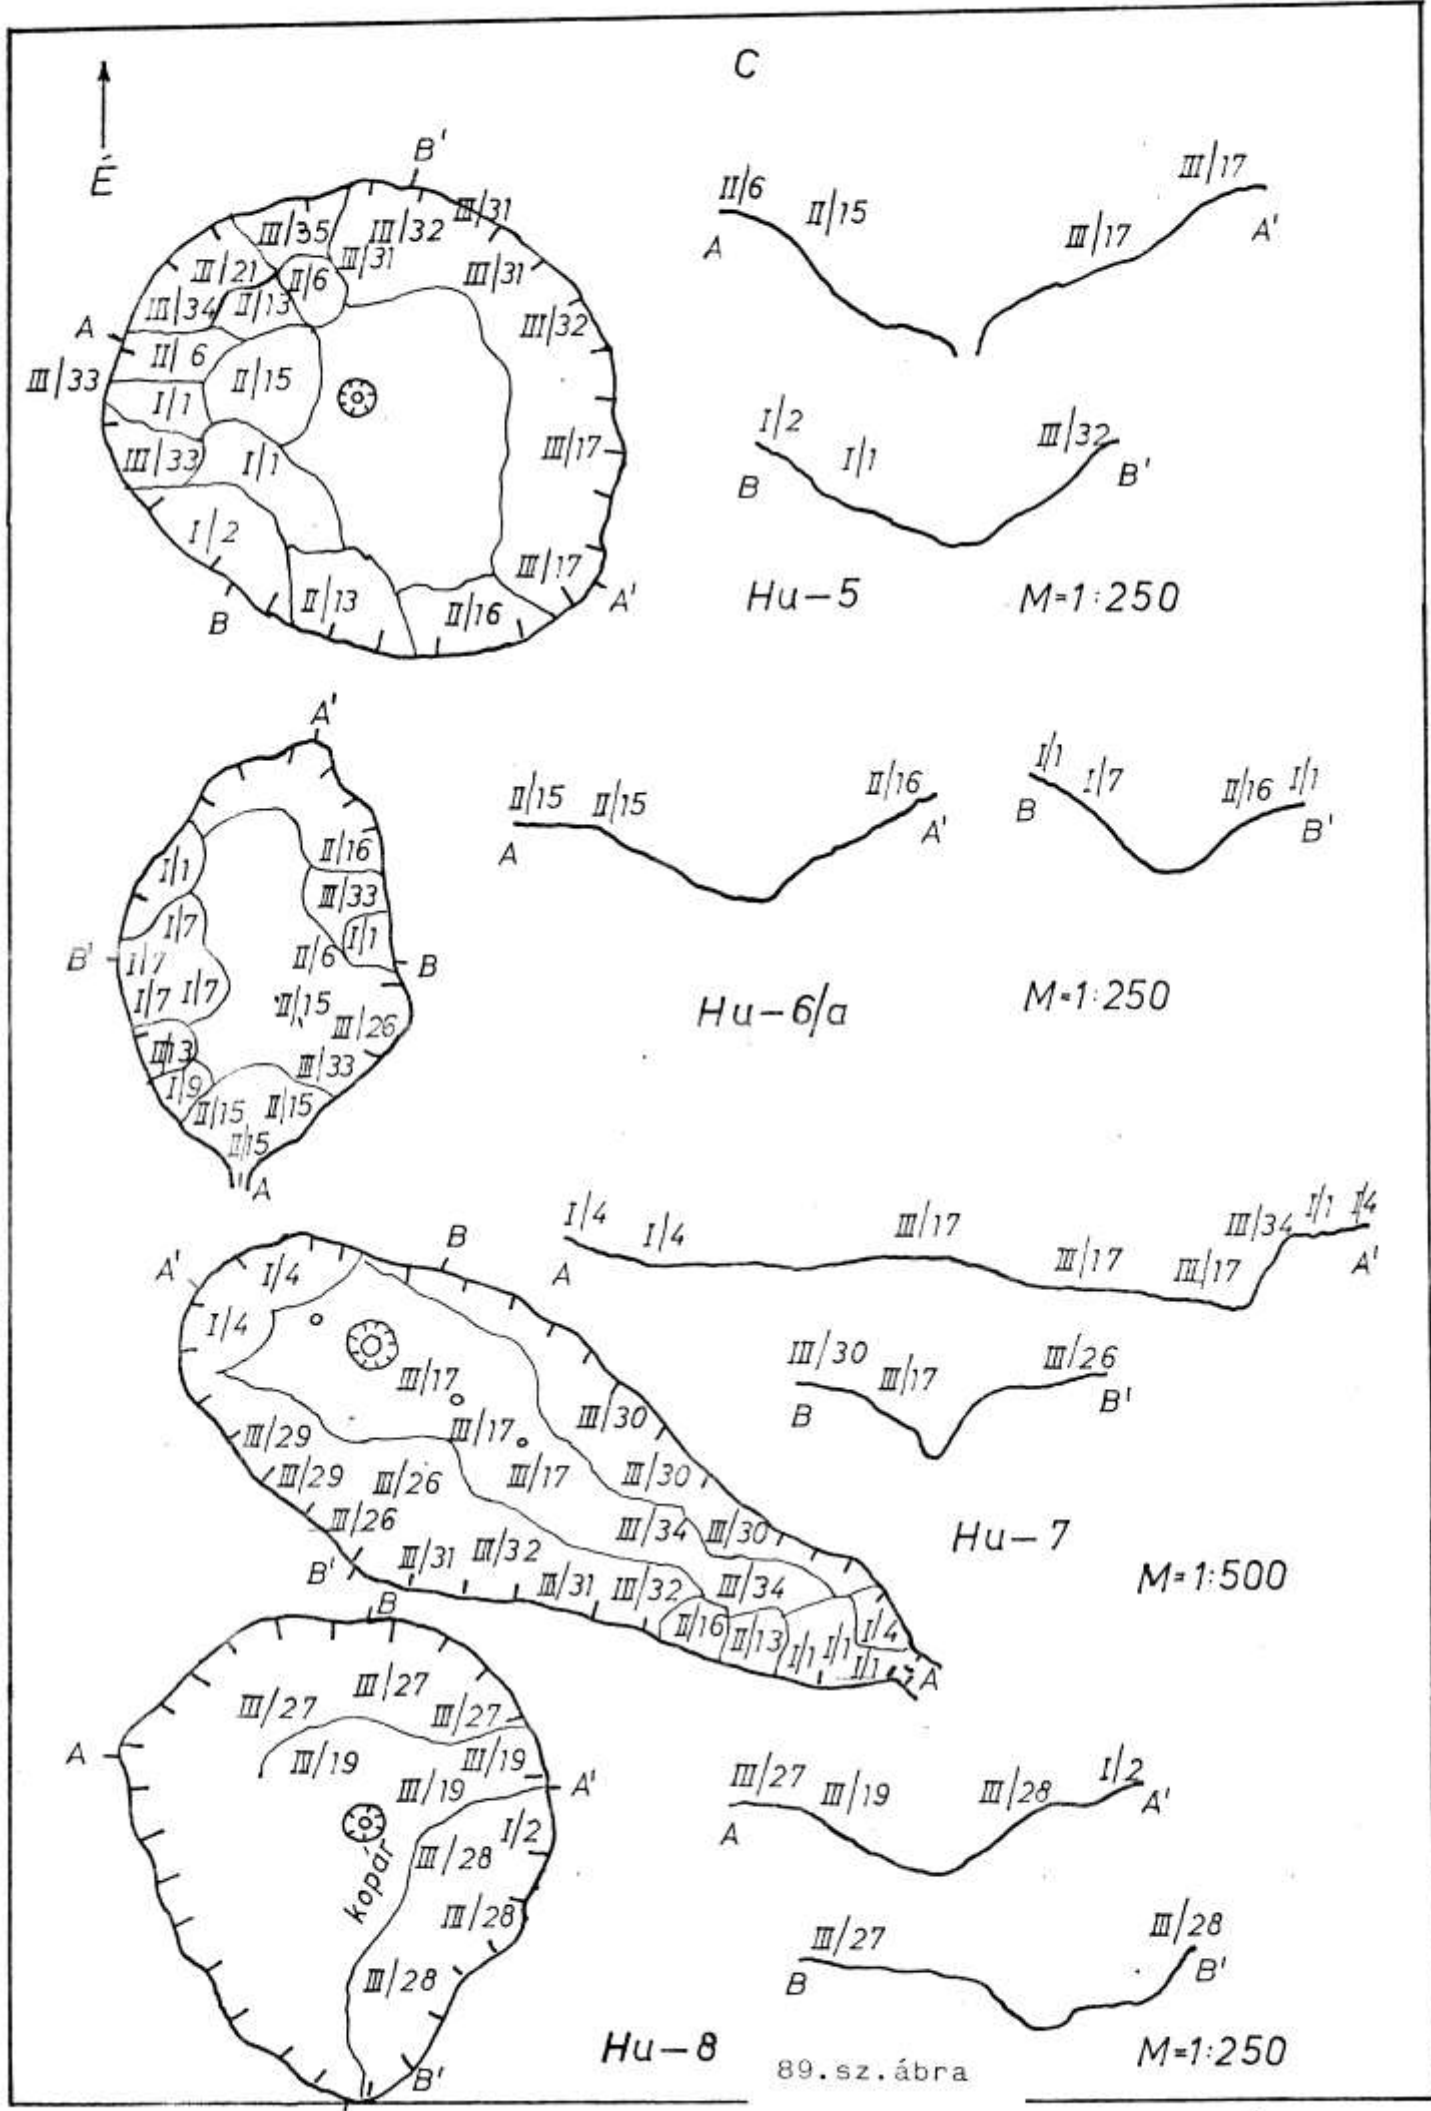 C
É
B'
III/31
III/35 III/32
III/31
III/21 II/6 III/31
III/34 II/13
III/32
A
II/6
III/33 II/15
I/1
III/17
III/33 I/1
I/2
III/17
A'
II/13 II/16
B
II/6 II/15 III/17 III/17
A A'
I/2 I/1 III/32
B B'
Hu-5 M=1:250
A'
II/16
I/1
III/33
I/7 I/1
B' I/7 II/6 B
I/7 I/7 II/15
III/26
II/13 III/33
I/9
II/15 II/15
II/15
A
II/15 II/15 II/16
A A'
I/1 I/7 II/16 I/1
B B'
Hu-6/a M=1:250
B
A' I/4
I/4
III/17
III/30
III/29 III/17
III/29 III/26 III/17 III/30
III/26 III/34 III/30
III/31 III/32
B' III/31 III/32 III/34
II/16 II/13 I/1 I/1 I/4
I/1 A
I/4 I/4 III/17 III/17 III/17 III/34 I/1 I/4
A A'
III/30 III/17 III/26
B B'
Hu-7
M=1:500
B
III/27
III/27 III/27
A III/19 III/19
III/19 A'
I/2
kopár III/28
III/28
III/28
B'
III/27 III/19 III/28 I/2
A A'
III/27 III/28
B B'
Hu-8 M=1:250
89.sz.ábra